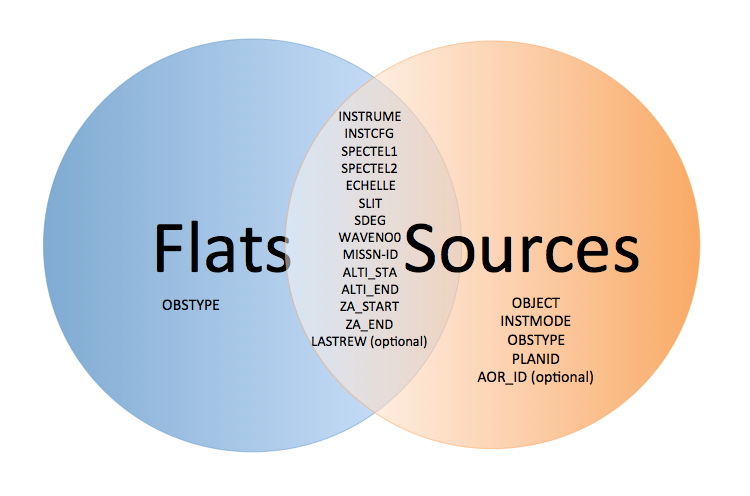 Flats
OBSTYPE
INSTRUME
INSTCFG
SPECTEL1
SPECTEL2
ECHELLE
SLIT
SDEG
WAVENO0
MISSN-ID
ALTI_STA
ALTI_END
ZA_START
ZA_END
LASTREW (optional)
Sources
OBJECT
INSTMODE
OBSTYPE
PLANID
AOR_ID (optional)